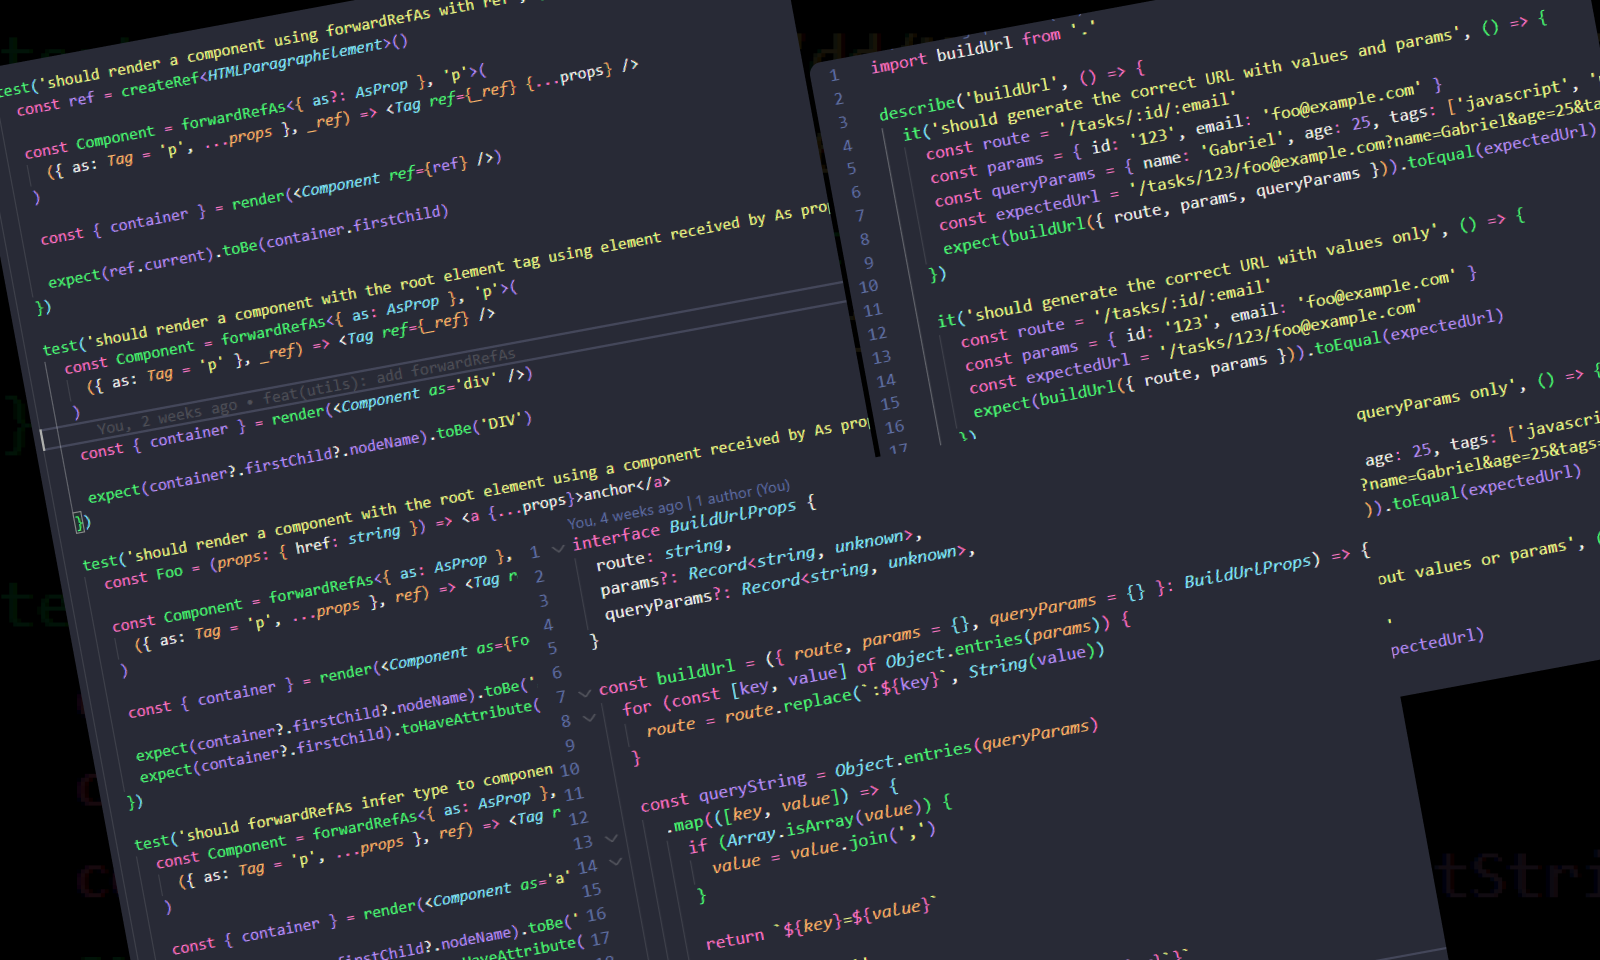 test('should render a component using forwardRefAs with ref',
const ref = createRef<HTMLParagraphElement>()
const Component = forwardRefAs<{ as?: AsProp }, 'p'>(
({ as: Tag = 'p', ...props }, _ref) => <Tag ref={_ref} {...props} />
)
const { container } = render(<Component ref={ref} />)
expect(ref.current).toBe(container.firstChild)
})
test('should render a component with the root element tag using element received by As prop
const Component = forwardRefAs<{ as: AsProp }, 'p'>(
({ as: Tag = 'p' }, _ref) => <Tag ref={_ref} />
)
You, 2 weeks ago • feat(utils): add forwardRefAs
const { container } = render(<Component as='div' />)
expect(container?.firstChild?.nodeName).toBe('DIV')
})
test('should render a component with the root element using a component received by As prop
const Foo = (props: { href: string }) => <a {...props}>anchor</a>
const Component = forwardRefAs<{ as: AsProp },
({ as: Tag = 'p', ...props }, ref) => <Tag r
)
const { container } = render(<Component as={Fo
expect(container?.firstChild?.nodeName).toBe('
expect(container?.firstChild).toHaveAttribute(
})
test('should forwardRefAs infer type to componen
const Component = forwardRefAs<{ as: AsProp },
({ as: Tag = 'p', ...props }, ref) => <Tag r
)
const { container } = render(<Component as='a'
firstChild?.nodeName).toBe('
HaveAttribute(
1 import buildUrl from '.'
2
3 describe('buildUrl', () => {
4 it('should generate the correct URL with values and params', () => {
5 const route = '/tasks/:id/:email'
6 const params = { id: '123', email: 'foo@example.com' }
7 const queryParams = { name: 'Gabriel', age: 25, tags: ['javascript', '
8 const expectedUrl = '/tasks/123/foo@example.com?name=Gabriel&age=25&ta
9 expect(buildUrl({ route, params, queryParams })).toEqual(expectedUrl)
10 })
11
12 it('should generate the correct URL with values only', () => {
13 const route = '/tasks/:id/:email'
14 const params = { id: '123', email: 'foo@example.com' }
15 const expectedUrl = '/tasks/123/foo@example.com'
16 expect(buildUrl({ route, params })).toEqual(expectedUrl)
17 })
queryParams only', () => {
age: 25, tags: ['javascri
?name=Gabriel&age=25&tags=
)).toEqual(expectedUrl)
out values or params', (
'
pectedUrl)
You, 4 weeks ago | 1 author (You)
1 interface BuildUrlProps {
2 route: string,
3 params?: Record<string, unknown>,
4 queryParams?: Record<string, unknown>,
5 }
6
7 const buildUrl = ({ route, params = {}, queryParams = {} }: BuildUrlProps) => {
8 for (const [key, value] of Object.entries(params)) {
9 route = route.replace(`:${key}`, String(value))
10 }
11
12 const queryString = Object.entries(queryParams)
13 .map(([key, value]) => {
14 if (Array.isArray(value)) {
15 value = value.join(',')
16 }
17
return `${key}=${value}`
tStri